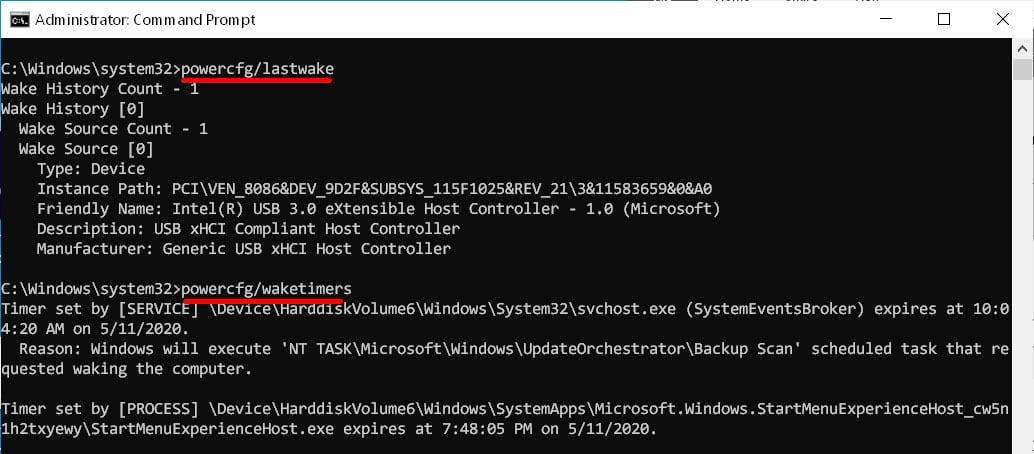 Administrator: Command Prompt
C:\Windows\system32>powercfg/lastwake
Wake History Count - 1
Wake History [0]
  Wake Source Count - 1
  Wake Source [0]
    Type: Device
    Instance Path: PCI\VEN_8086&DEV_9D2F&SUBSYS_115F1025&REV_21\3&11583659&0&A0
    Friendly Name: Intel(R) USB 3.0 eXtensible Host Controller - 1.0 (Microsoft)
    Description: USB xHCI Compliant Host Controller
    Manufacturer: Generic USB xHCI Host Controller
C:\Windows\system32>powercfg/waketimers
Timer set by [SERVICE] \Device\HarddiskVolume6\Windows\System32\svchost.exe (SystemEventsBroker) expires at 10:0
4:20 AM on 5/11/2020.
  Reason: Windows will execute 'NT TASK\Microsoft\Windows\UpdateOrchestrator\Backup Scan' scheduled task that re
quested waking the computer.
Timer set by [PROCESS] \Device\HarddiskVolume6\Windows\SystemApps\Microsoft.Windows.StartMenuExperienceHost_cw5n
1h2txyewy\StartMenuExperienceHost.exe expires at 7:48:05 PM on 5/11/2020.